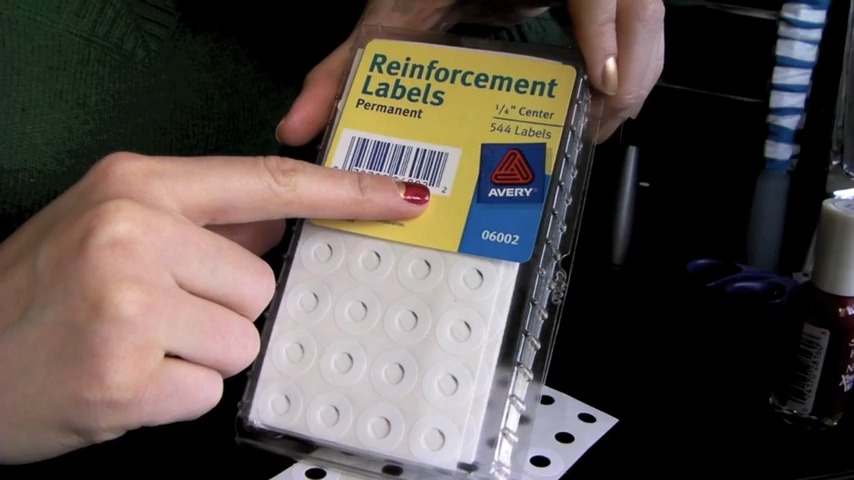 Reinforcement
Labels
Permanent
1/4" Center
544 Labels
AVERY
06002